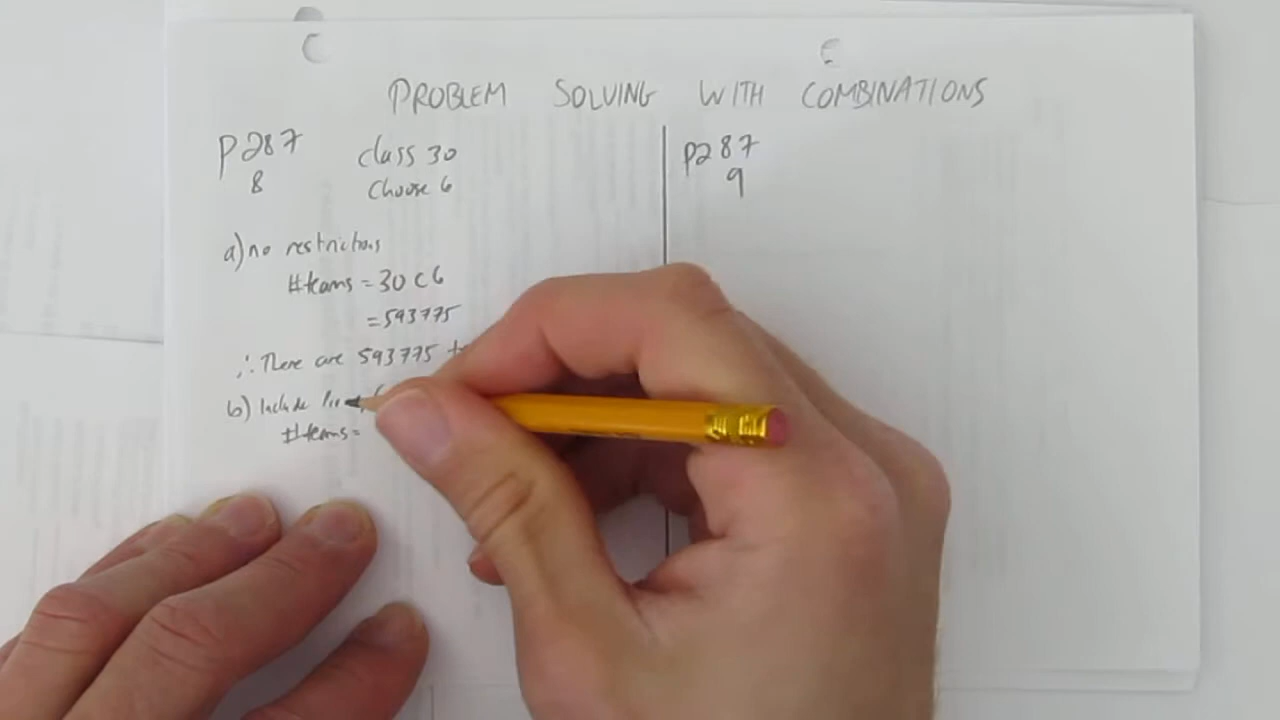 PROBLEM SOLVING WITH COMBINATIONS
p287
8
class 30
Choose 6
a) no restrictions
#teams = 30 C 6
= 593775
∴ There are 593775
b) Include
#teams =
p287
9